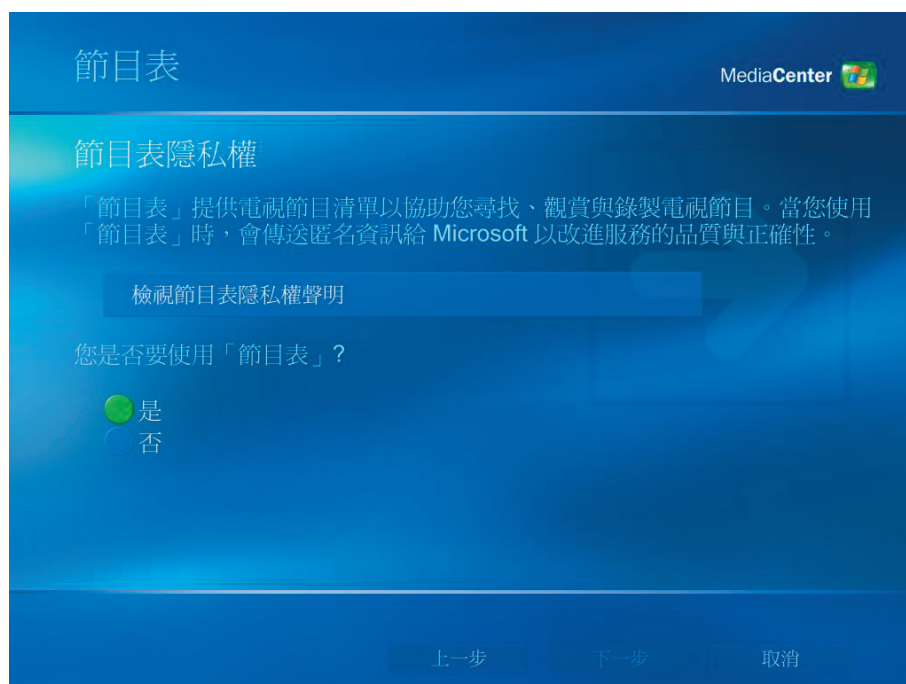 節目表
MediaCenter
節目表隱私權
「節目表」提供電視節目清單以協助您尋找、觀賞與錄製電視節目。當您使用
「節目表」時,會傳送匿名資訊給 Microsoft 以改進服務的品質與正確性。
檢視節目表隱私權聲明
您是否要使用「節目表」?
是
否
上一步
下一步
取消